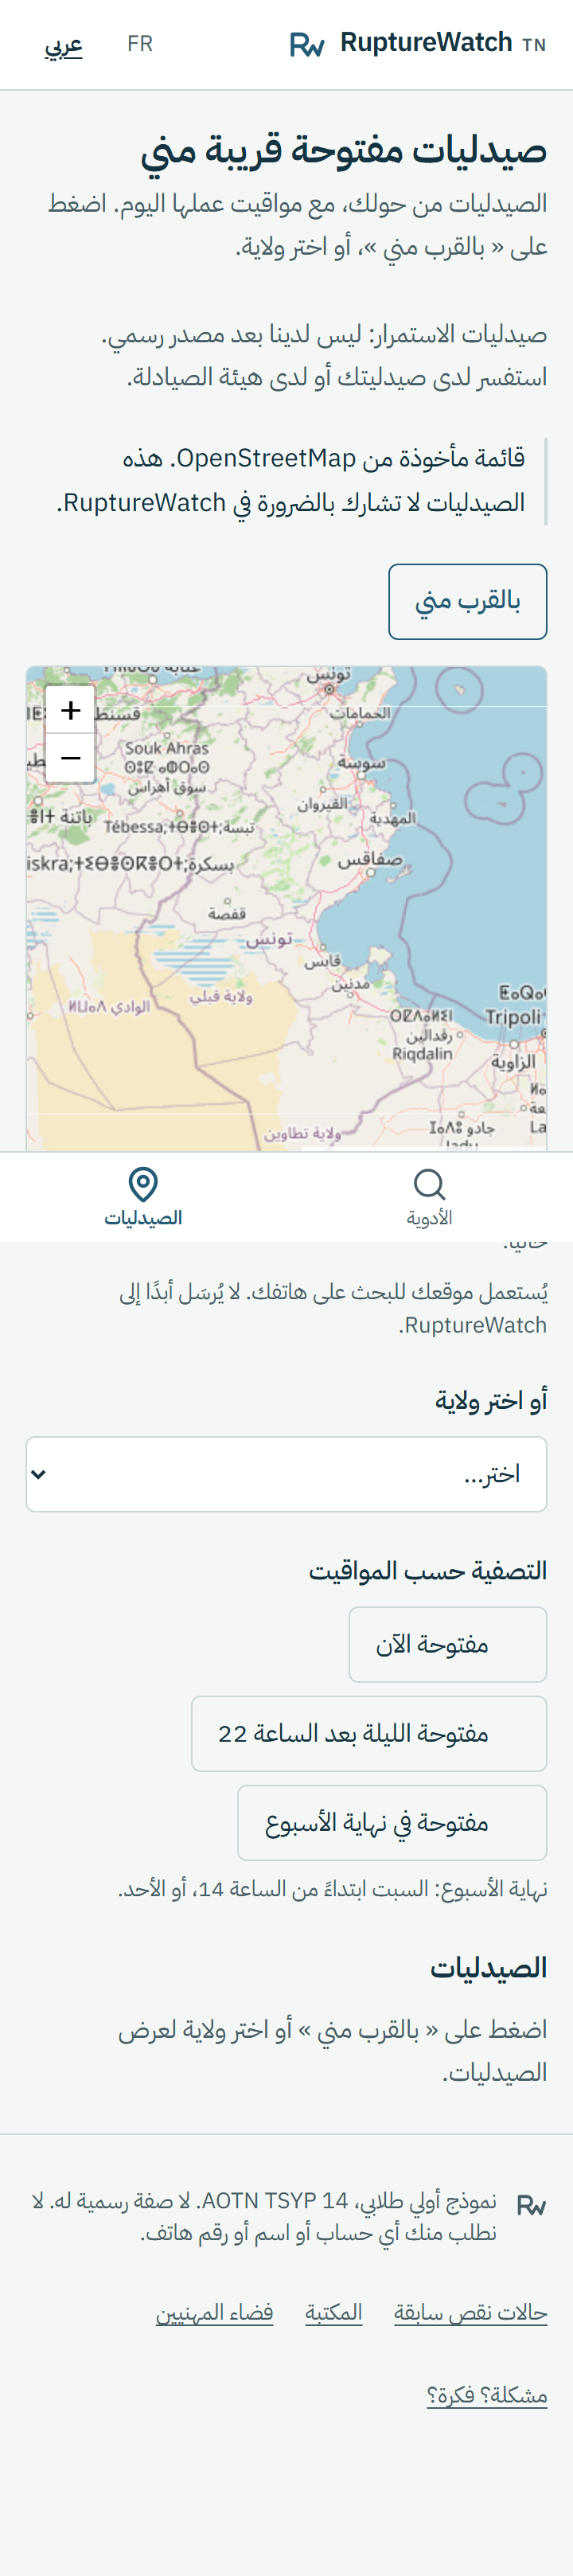 RuptureWatch TN
FR
عربي
صيدليات مفتوحة قريبة مني
الصيدليات من حولك، مع مواقيت عملها اليوم. اضغط
على « بالقرب مني »، أو اختر ولاية.
صيدليات الاستمرار: ليس لدينا بعد مصدر رسمي.
استفسر لدى صيدليتك أو لدى هيئة الصيادلة.
قائمة مأخوذة من OpenStreetMap. هذه
الصيدليات لا تشارك بالضرورة في RuptureWatch.
بالقرب مني
+
−
تونس
الحمامات
Souk Ahras
ⵙⵓⵇ ⴰⵀⵔⴰⵙ
سوق أهراس
سوسة
القيروان
المهدية
باتنة
Tébessa;ⵜⴱⵙⵜ;تبسة
صفاقس
بسكرة
قفصة
تونس
قابس
مدنين
ولاية قبلي
الوادي
Tripoli
رقدالين
Riqdalin
الزاوية
ولاية تطاوين
جادو
الأدوية
الصيدليات
يُستعمل موقعك للبحث على هاتفك. لا يُرسَل أبدًا إلى
RuptureWatch.
أو اختر ولاية
اختر...
التصفية حسب المواقيت
مفتوحة الآن
مفتوحة الليلة بعد الساعة 22
مفتوحة في نهاية الأسبوع
نهاية الأسبوع: السبت ابتداءً من الساعة 14، أو الأحد.
الصيدليات
اضغط على « بالقرب مني » أو اختر ولاية لعرض
الصيدليات.
نموذج أولي طلابي، AOTN TSYP 14. لا صفة رسمية له. لا
نطلب منك أي حساب أو اسم أو رقم هاتف.
حالات نقص سابقة
المكتبة
فضاء المهنيين
مشكلة؟ فكرة؟